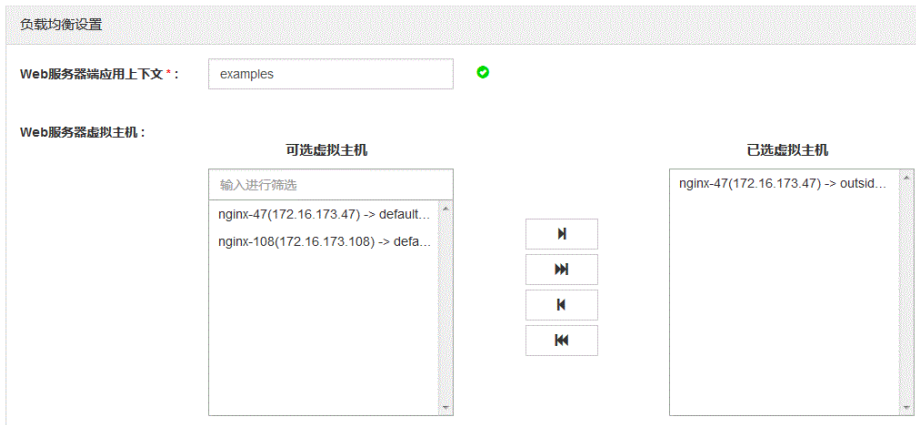 负载均衡设置
Web服务器端应用上下文 * :
examples
Web服务器虚拟主机 :
可选虚拟主机
已选虚拟主机
输入进行筛选
nginx-47(172.16.173.47) -> default...
nginx-108(172.16.173.108) -> defa...
nginx-47(172.16.173.47) -> outsid...